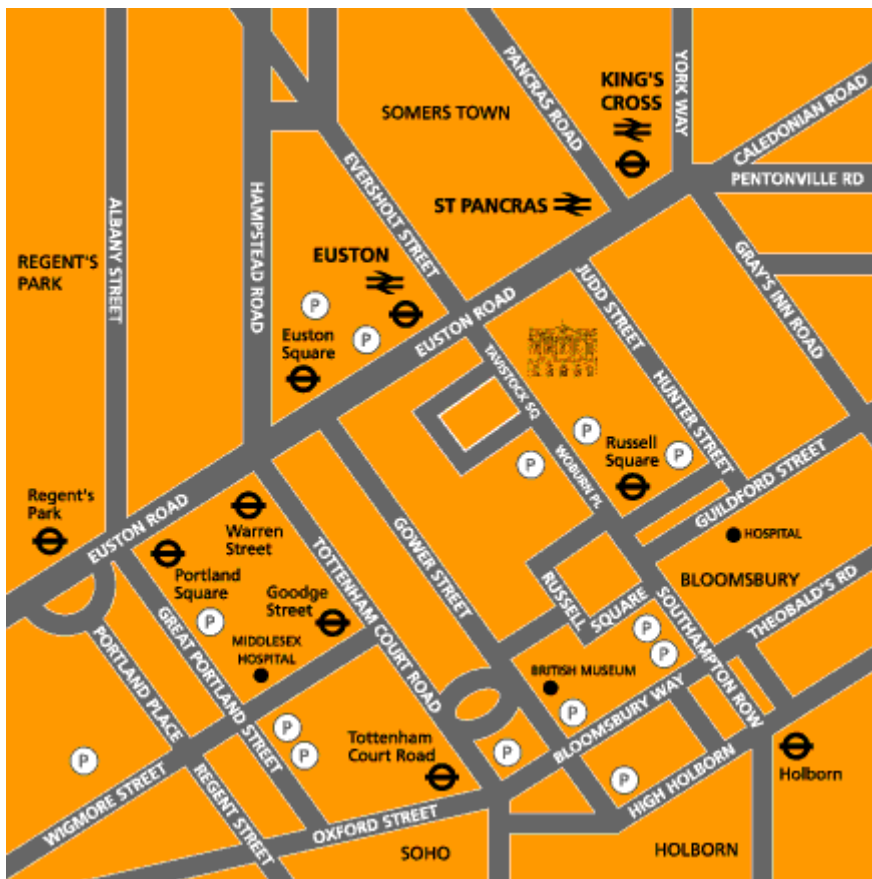 KING'S
CROSS
YORK WAY
PANCRAS ROAD
CALEDONIAN ROAD
SOMERS TOWN
PENTONVILLE RD
EVERSHOLT STREET
ST PANCRAS
ALBANY STREET
HAMPSTEAD ROAD
REGENT'S
PARK
EUSTON
P
Euston
Square
P
EUSTON ROAD
JUDD STREET
GRAY'S INN ROAD
TAVISTOCK SQ
HUNTER STREET
P
Russell
Square
P
P
WOBURN PL
GUILDFORD STREET
Regent's
Park
EUSTON ROAD
Warren
Street
TOTTENHAM COURT ROAD
GOWER STREET
HOSPITAL
Portland
Square
Goodge
Street
P
BLOOMSBURY
RUSSELL SQUARE
SOUTHAMPTON ROW
THEOBALD'S RD
PORTLAND PLACE
GREAT PORTLAND STREET
MIDDLESEX
HOSPITAL
P
P
BRITISH MUSEUM
BLOOMSBURY WAY
P
P
P
P
Tottenham
Court Road
P
P
HIGH HOLBORN
Holborn
WIGMORE STREET
REGENT STREET
OXFORD STREET
SOHO
HOLBORN